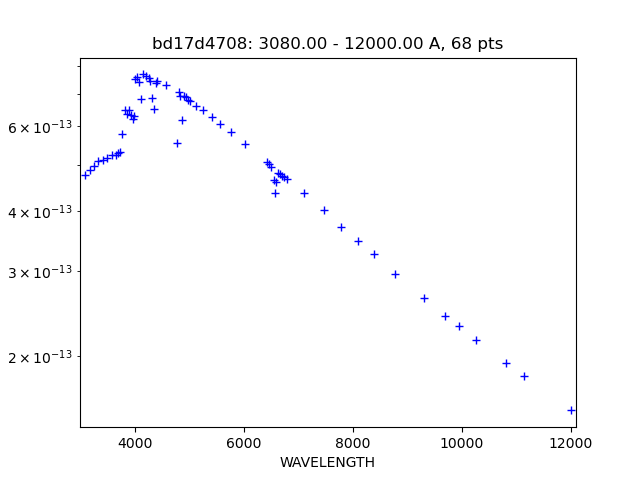 bd17d4708: 3080.00 - 12000.00 A, 68 pts
6 × 10⁻¹³
4 × 10⁻¹³
3 × 10⁻¹³
2 × 10⁻¹³
4000 6000 8000 10000 12000
WAVELENGTH